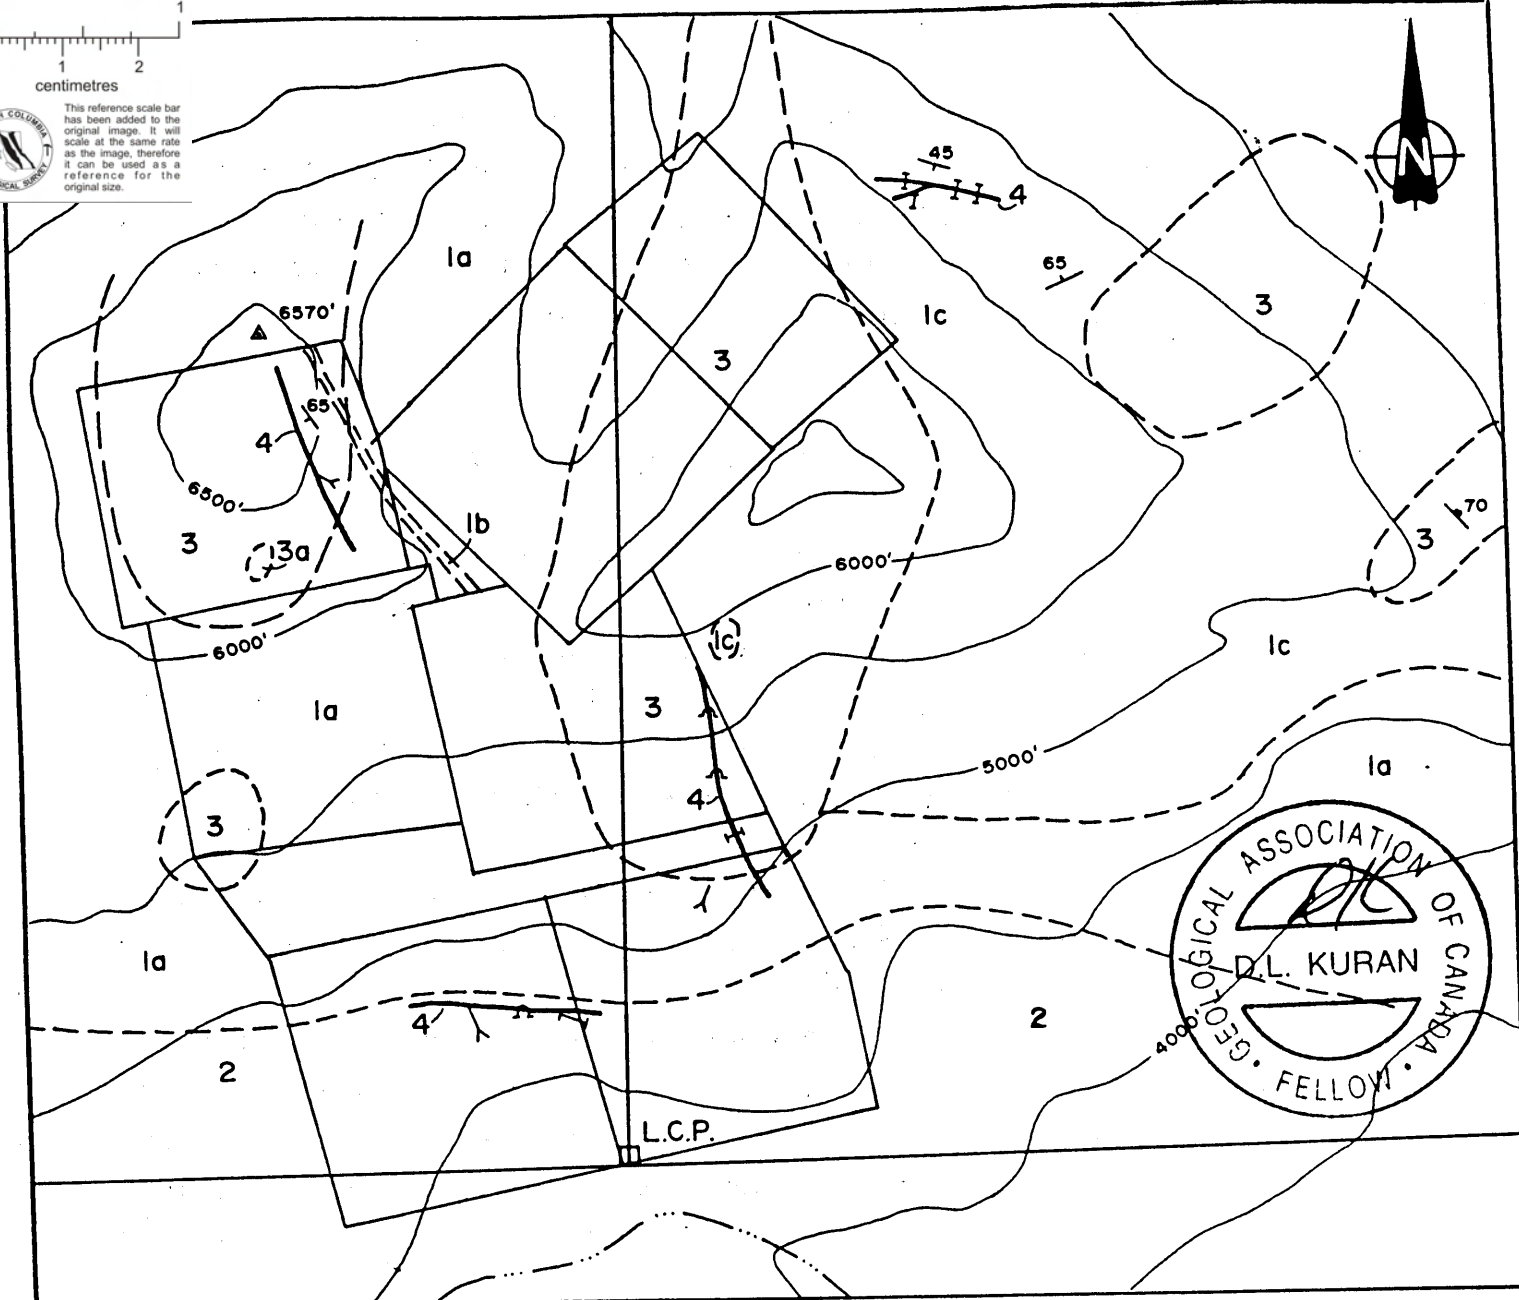 1
1 2
centimetres
This reference scale bar
has been added to the
original image. It will
scale at the same rate
as the image, therefore
it can be used as a
reference for the
original size.
N
45
4
1a
65
6570'
3
1c
3
65
4
6500'
70
1b
3
3
13a
6000'
6000'
1c
1c
3
1a
5000'
1a
4
3
GEOLOGICAL ASSOCIATION OF CANADA
D.L. KURAN
• FELLOW •
1a
4
2
4000'
2
L.C.P.